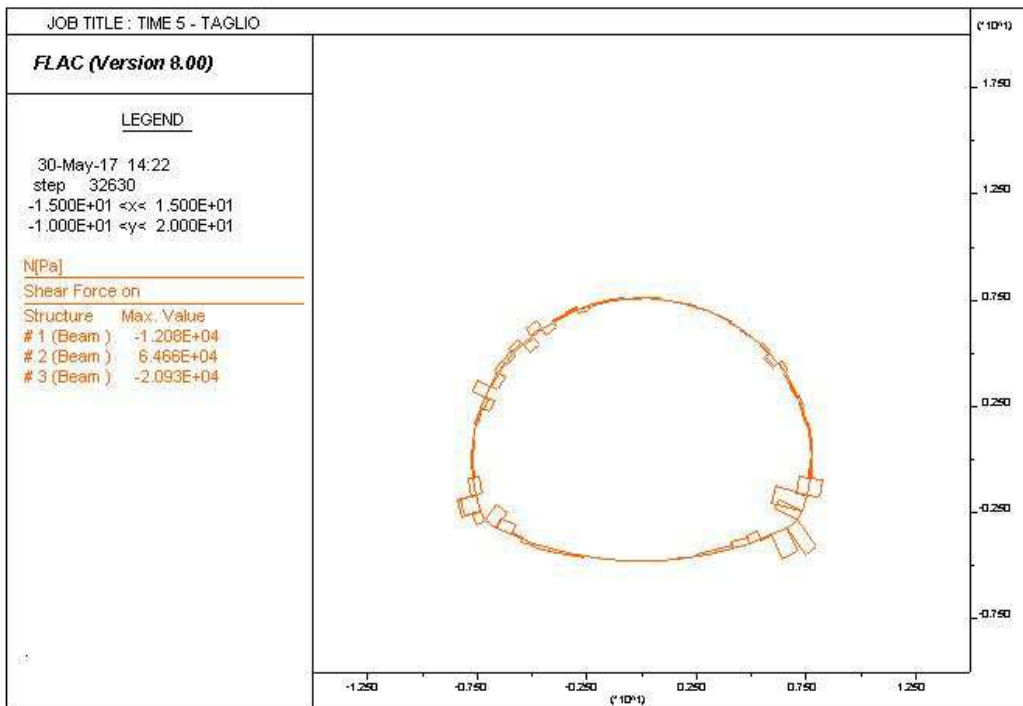 JOB TITLE : TIME 5 - TAGLIO
FLAC (Version 8.00)
LEGEND
30-May-17 14:22
step 32630
-1.500E+01 <x< 1.500E+01
-1.000E+01 <y< 2.000E+01
N[Pa]
Shear Force on
Structure Max. Value
# 1 (Beam ) -1.208E+04
# 2 (Beam ) 6.466E+04
# 3 (Beam ) -2.093E+04
(*10^1)
1.750
1.250
0.750
0.250
-0.250
-0.750
-1.250 -0.750 -0.250 0.250 0.750 1.250
(*10^1)